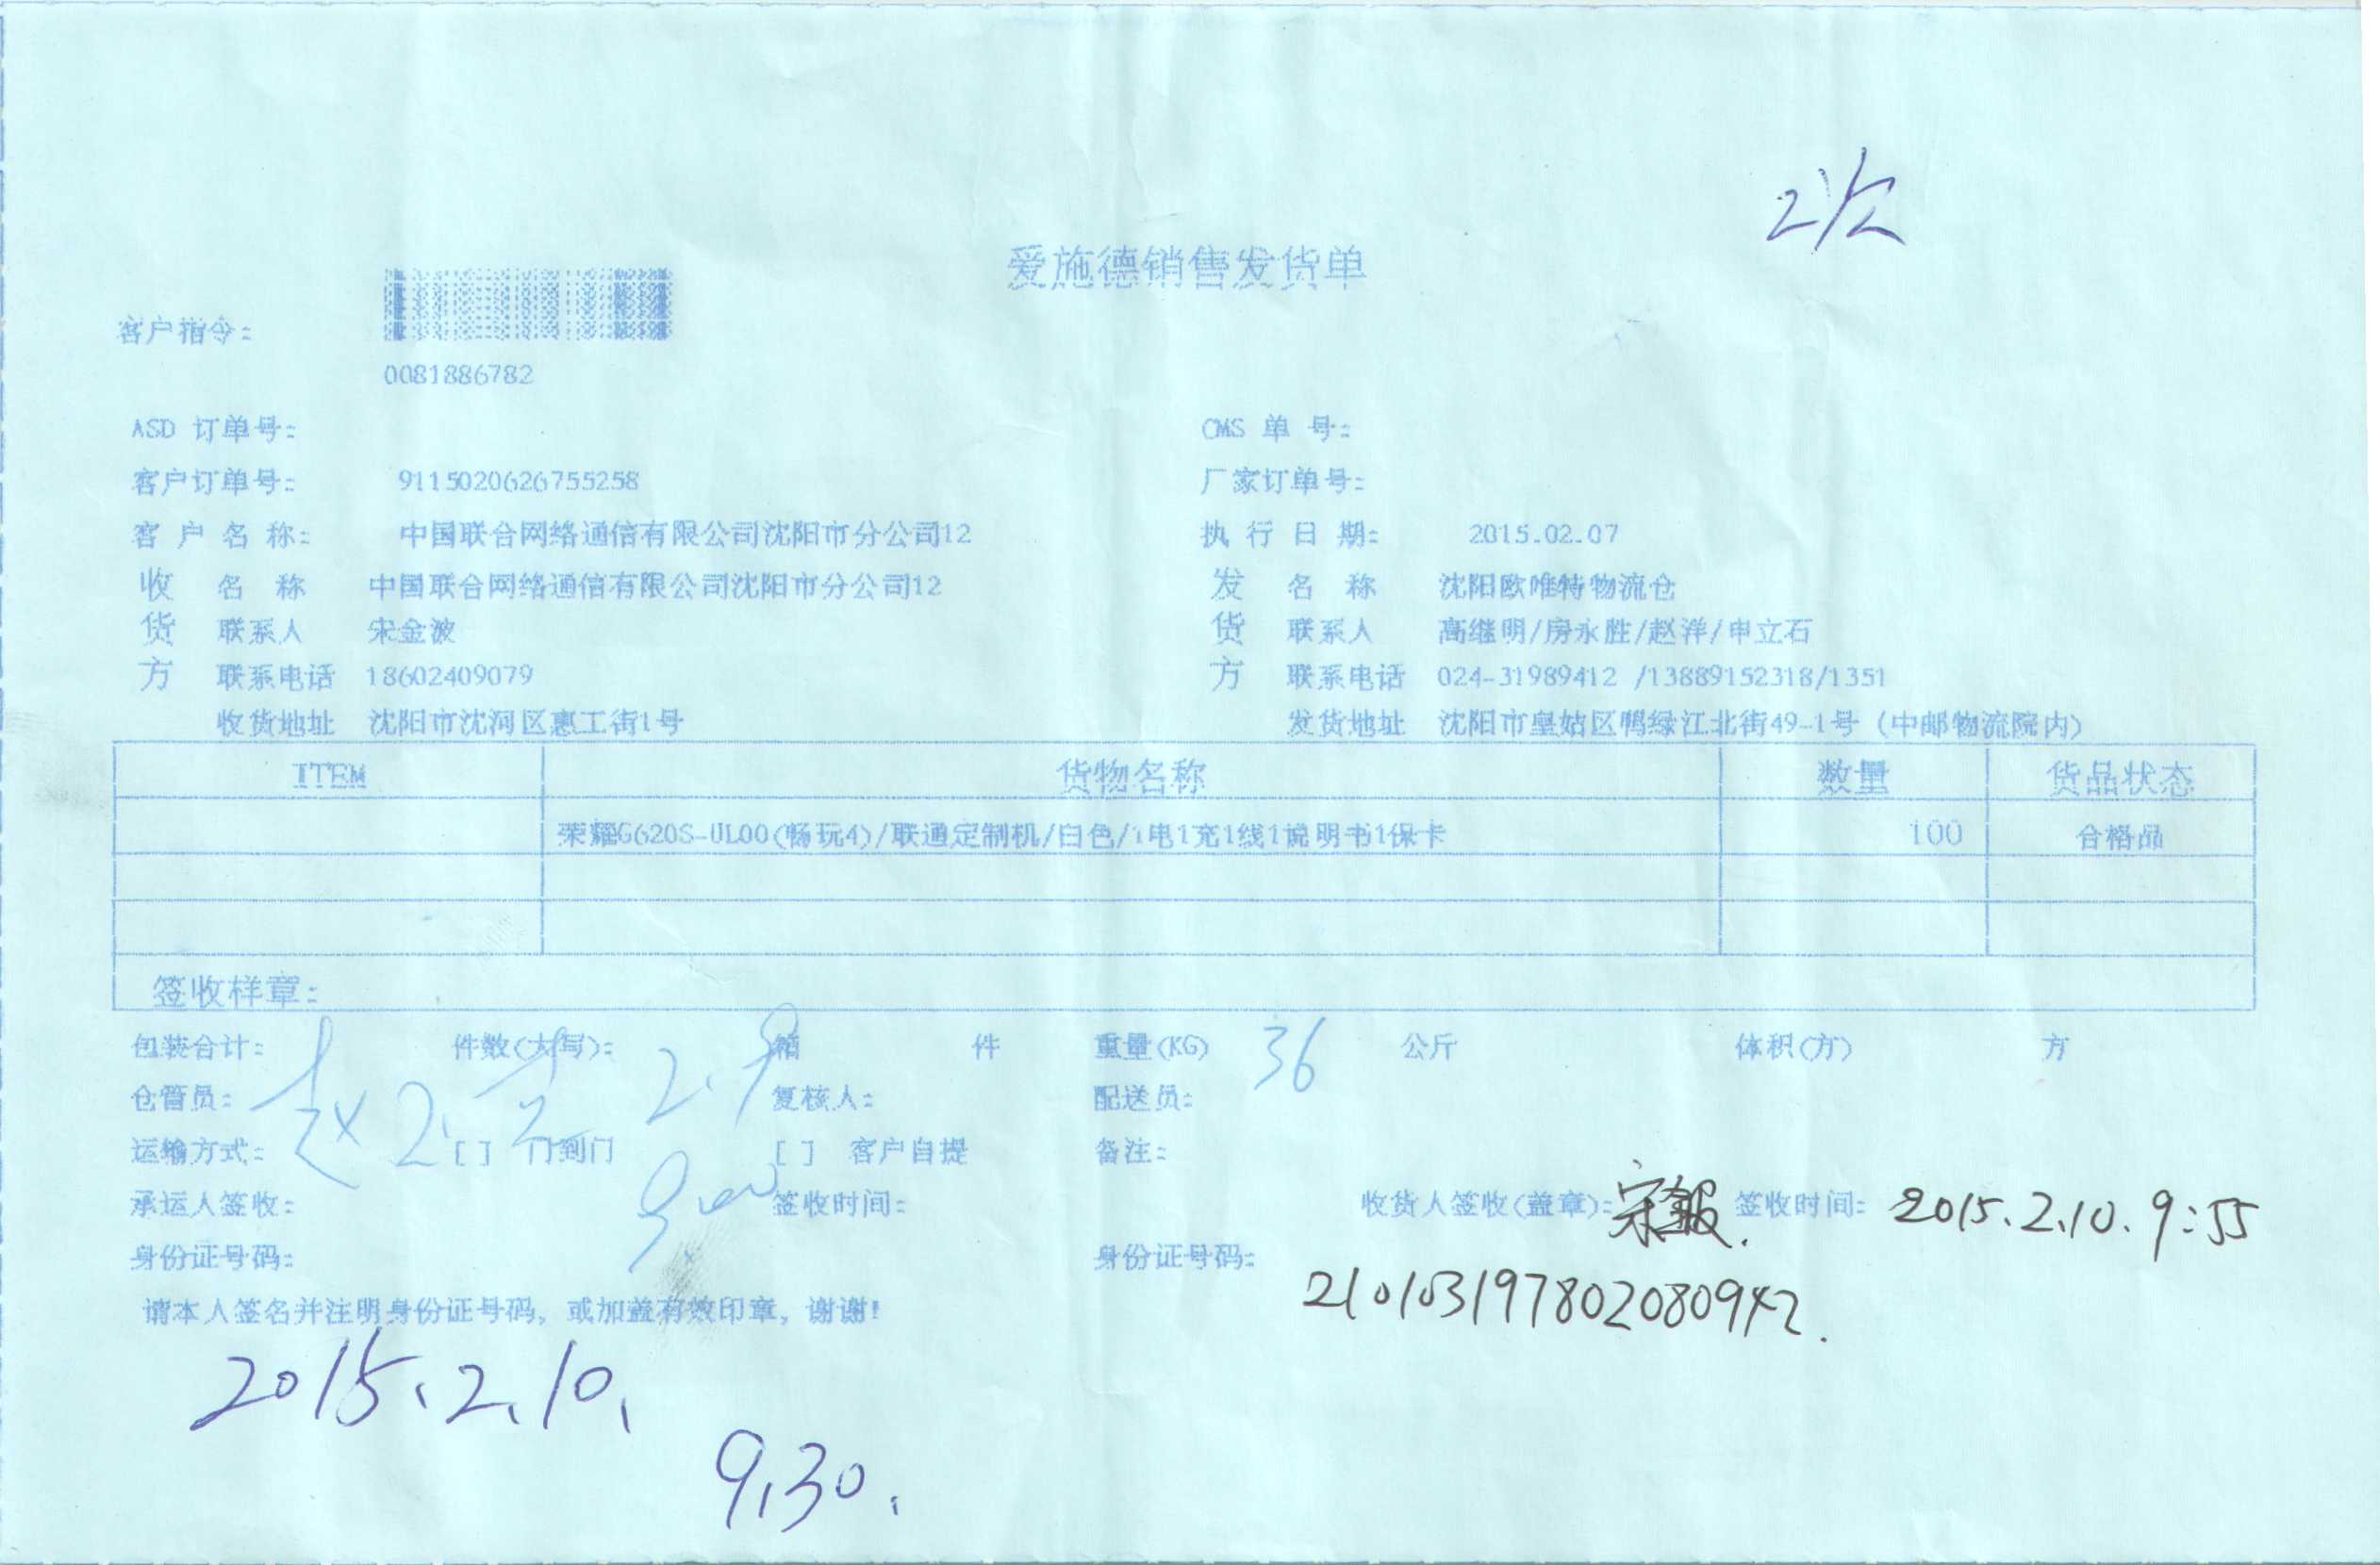 2次
爱施德销售发货单
客户指令:
0081886782
ASD 订单号: CMS 单 号:
客户订单号: 9115020626755258 厂家订单号:
客 户 名 称: 中国联合网络通信有限公司沈阳市分公司12 执 行 日 期: 2015.02.07
收 名 称 中国联合网络通信有限公司沈阳市分公司12 发 名 称 沈阳欧唯特物流仓
货 联系人 宋金波 货 联系人 高继明/房永胜/赵洋/申立石
方 联系电话 18602409079 方 联系电话 024-31989412 /13889152318/1351
收货地址 沈阳市沈河区惠工街1号 发货地址 沈阳市皇姑区鸭绿江北街49-1号 (中邮物流院内)
ITEM 货物名称 数量 货品状态
荣耀G620S-UL00(畅玩4)/联通定制机/白色/1电1充1线1说明书1保卡 100 合格品
签收样章:
包装合计: 件数(大写): 箱 件 重量(KG) 36 公斤 体积(方) 方
仓管员: 2.9 复核人: 配送员:
运输方式: [ ] 门到门 [ ] 客户自提 备注:
承运人签收: 9.00 签收时间: 收货人签收(盖章): 签收时间: 2015.2.10. 9:55
身份证号码: 身份证号码: 210103197802080942.
请本人签名并注明身份证号码, 或加盖有效印章, 谢谢!
2015.2.10.
9.30.